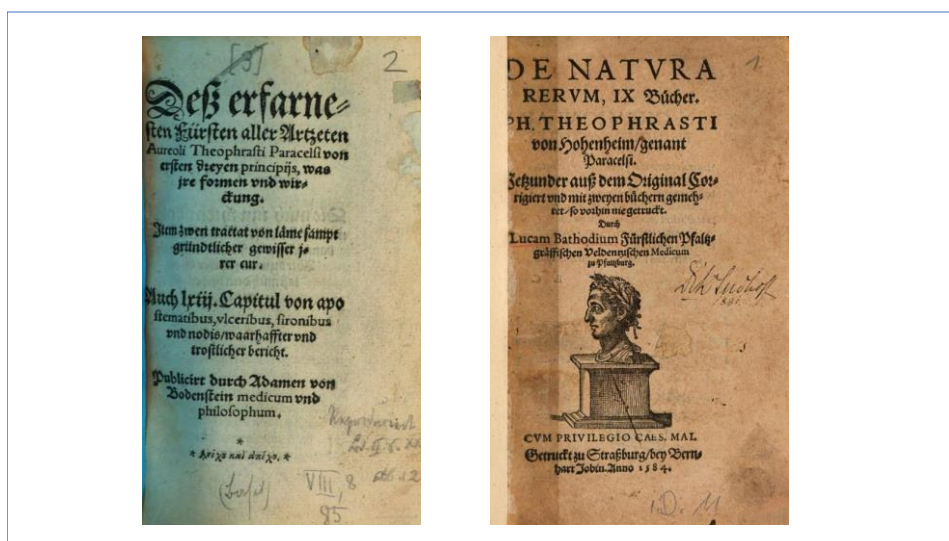 [3]
2
Deß erfarne⸗
sten Fürsten aller Artzeten
Aureoli Theophrasti Paracelsi von
ersten dreyen principijs, was
jre formen vnd wir⸗
ckung.
Item zwen tractat von läme sampt
gründtlicher gewisser j⸗
rer cur.
Auch lxiij. Capitul von apo
stematibus, vlceribus, sironibus
vnd nodis/waarhaffter vnd
trostlicher bericht.
Publicirt durch Adamen von
Bodenstein medicum vnd
philosophum.
(Basel)
VIII, 8
95
1
DE NATVRA
RERVM, IX Bücher.
PH. THEOPHRASTI
von Hohenheim/genant
Paracelsi.
Jetzunder auß dem Original Cor⸗
rigiert vnd mit zweyen büchern gemeh⸗
ret/so vorhin nie getruckt.
Durch
Lucam Bathodium Fürstlichen Pfaltz⸗
gräffischen Veldentzischen Medicum
zu Pfaltzburg.
CVM PRIVILEGIO CAES. MAI.
Getruckt zu Straßburg/bey Bern⸗
hart Jobin. Anno 1584.